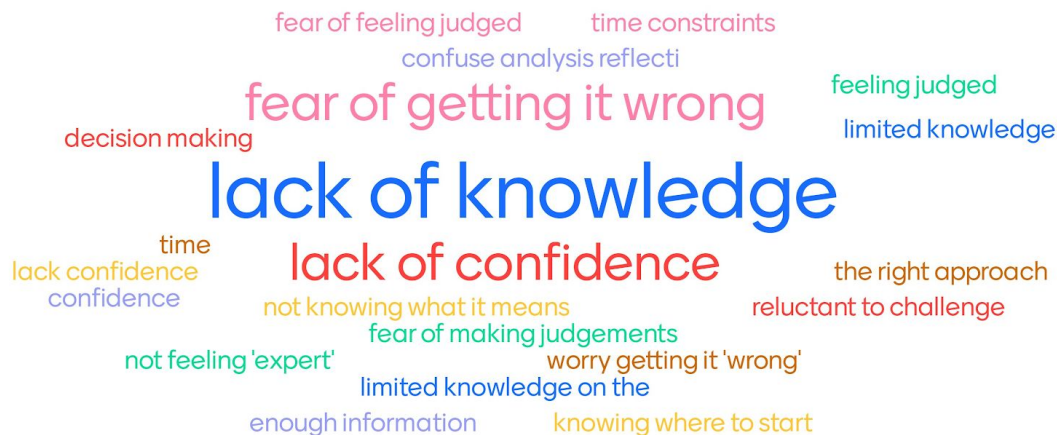 fear of feeling judged
time constraints
confuse analysis reflecti
feeling judged
fear of getting it wrong
limited knowledge
decision making
lack of knowledge
time
lack of confidence
lack confidence
the right approach
confidence
not knowing what it means
reluctant to challenge
fear of making judgements
not feeling 'expert'
worry getting it 'wrong'
limited knowledge on the
enough information
knowing where to start